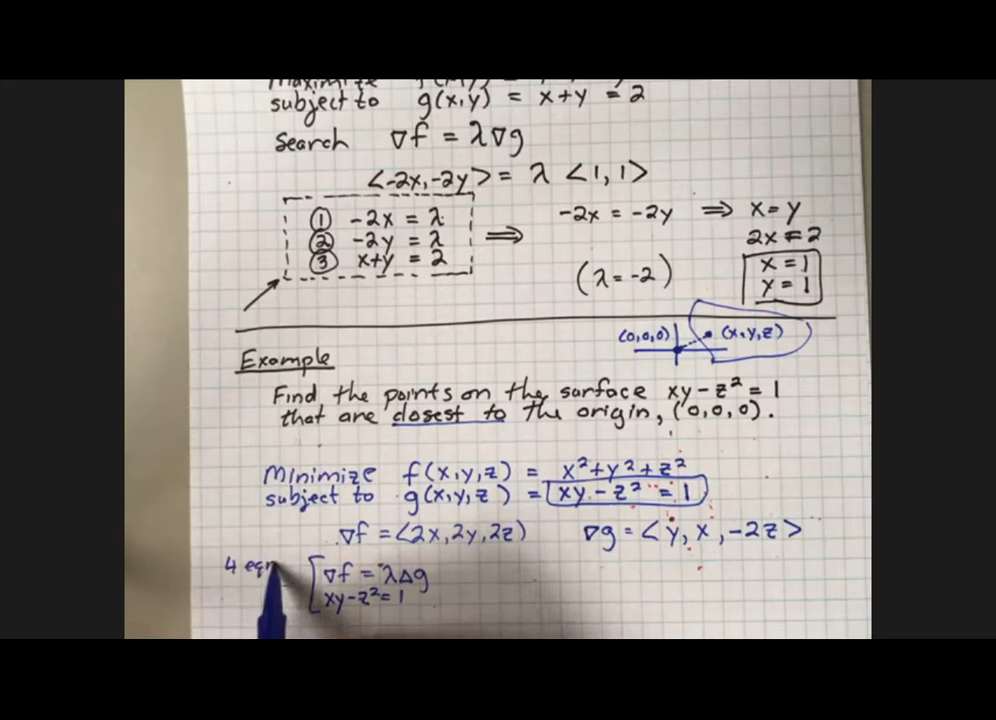 subject to g(x,y) = x+y = 2
Search ∇f = λ∇g
<-2x,-2y> = λ <1,1>
① -2x = λ
② -2y = λ
③ x+y = 2
⟹ -2x = -2y ⟹ x=y
2x=2
(λ=-2)
x=1
y=1
(0,0,0) (x,y,z)
Example
Find the points on the surface xy-z²=1
that are closest to the origin, (0,0,0).
Minimize f(x,y,z) = x²+y²+z²
subject to g(x,y,z) = xy-z² = 1
∇f = <2x,2y,2z) ∇g = <y,x,-2z>
4 eqn
∇f = λ∆g
xy-z²=1